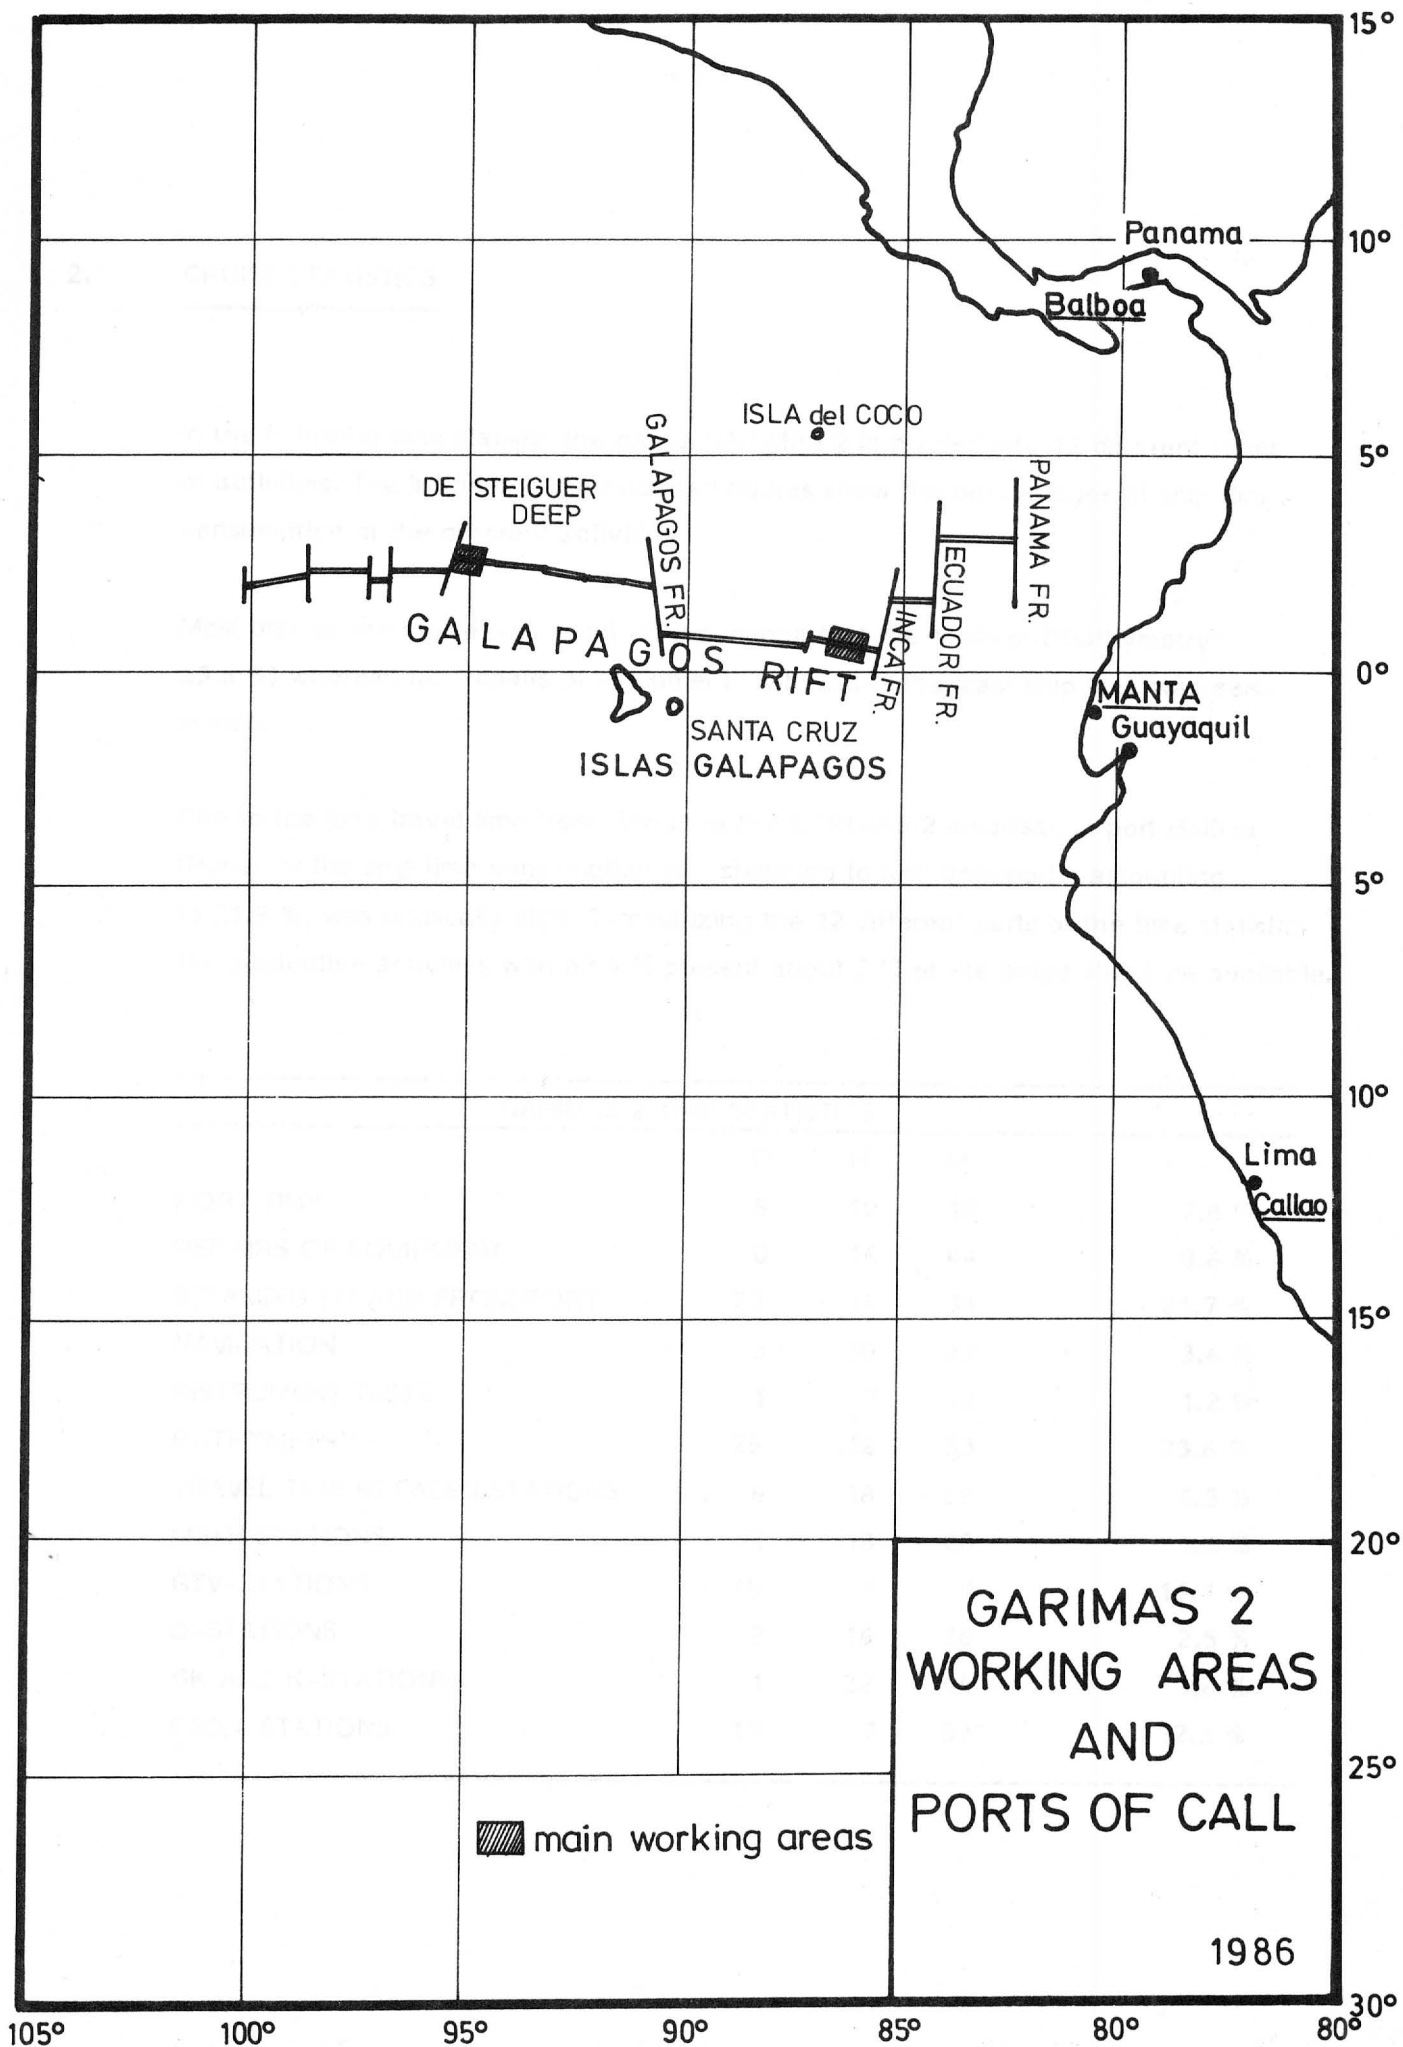 15°
Panama
10°
Balboa
ISLA del COCO
5°
GALAPAGOS FR.
PANAMA FR.
DE STEIGUER
DEEP
ECUADOR FR.
INCA FR.
GALAPAGOS RIFT
0°
MANTA
Guayaquil
SANTA CRUZ
ISLAS GALAPAGOS
5°
10°
Lima
Callao
15°
20°
GARIMAS 2
WORKING AREAS
AND
PORTS OF CALL
25°
main working areas
1986
30°
105° 100° 95° 90° 85° 80° 80°